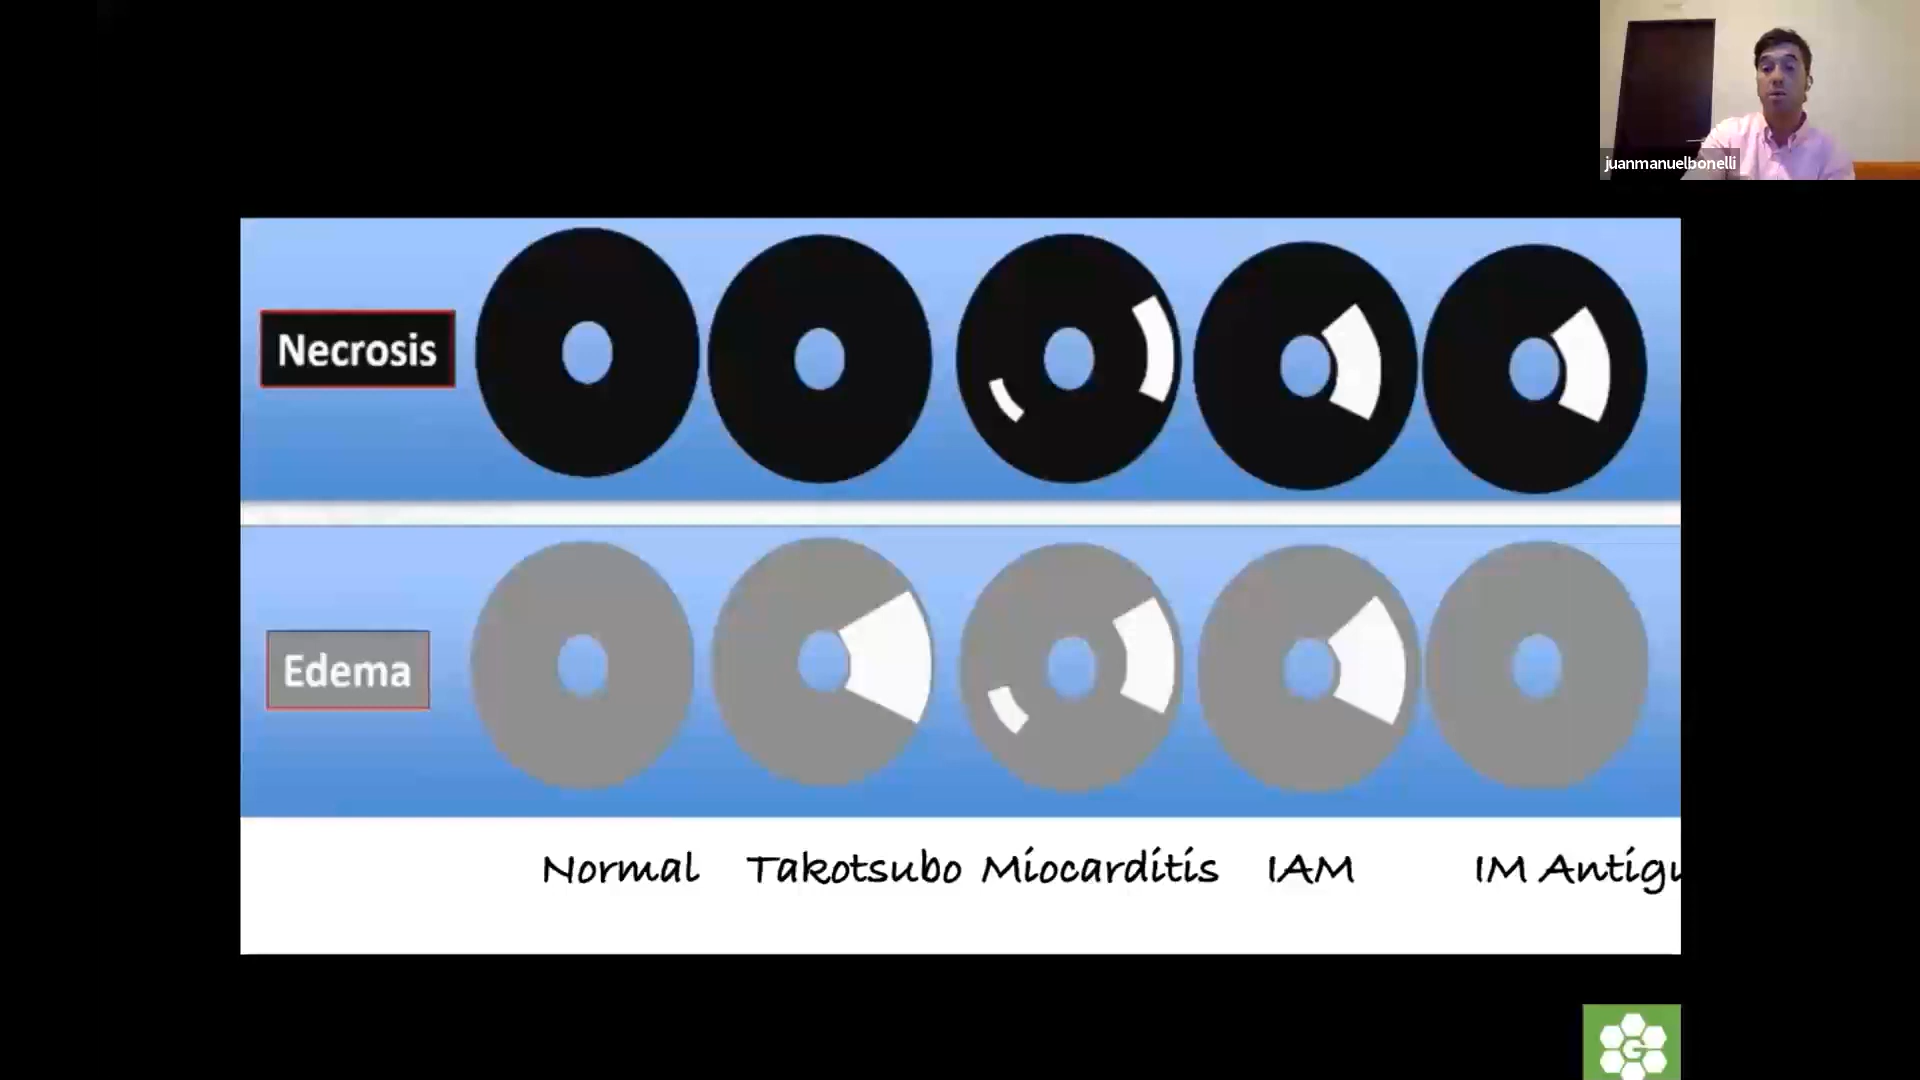 juanmanuelbonelli
Necrosis
Edema
Normal Takotsubo Miocarditis IAM IM Antigu
G